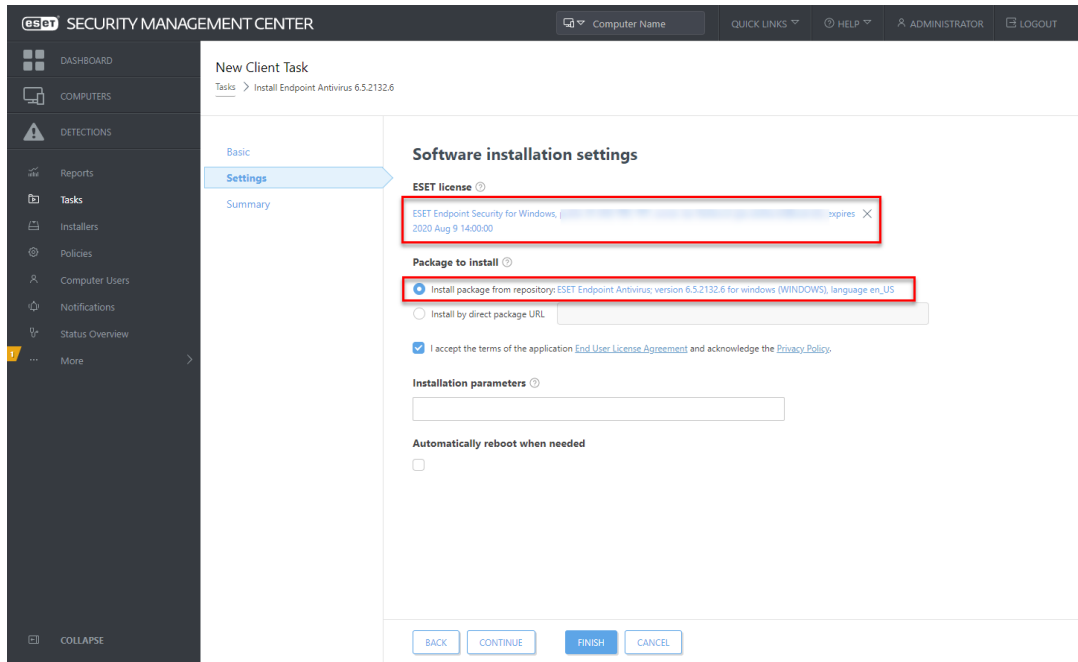 eseT SECURITY MANAGEMENT CENTER
Computer Name
QUICK LINKS
HELP
ADMINISTRATOR
LOGOUT
DASHBOARD
COMPUTERS
DETECTIONS
Reports
Tasks
Installers
Policies
Computer Users
Notifications
Status Overview
1
More
COLLAPSE
New Client Task
Tasks > Install Endpoint Antivirus 6.5.2132.6
Basic
Settings
Summary
Software installation settings
ESET license
ESET Endpoint Security for Windows, expires
2020 Aug 9 14:00:00
Package to install
Install package from repository: ESET Endpoint Antivirus; version 6.5.2132.6 for windows (WINDOWS), language en_US
Install by direct package URL
I accept the terms of the application End User License Agreement and acknowledge the Privacy Policy.
Installation parameters
Automatically reboot when needed
BACK
CONTINUE
FINISH
CANCEL